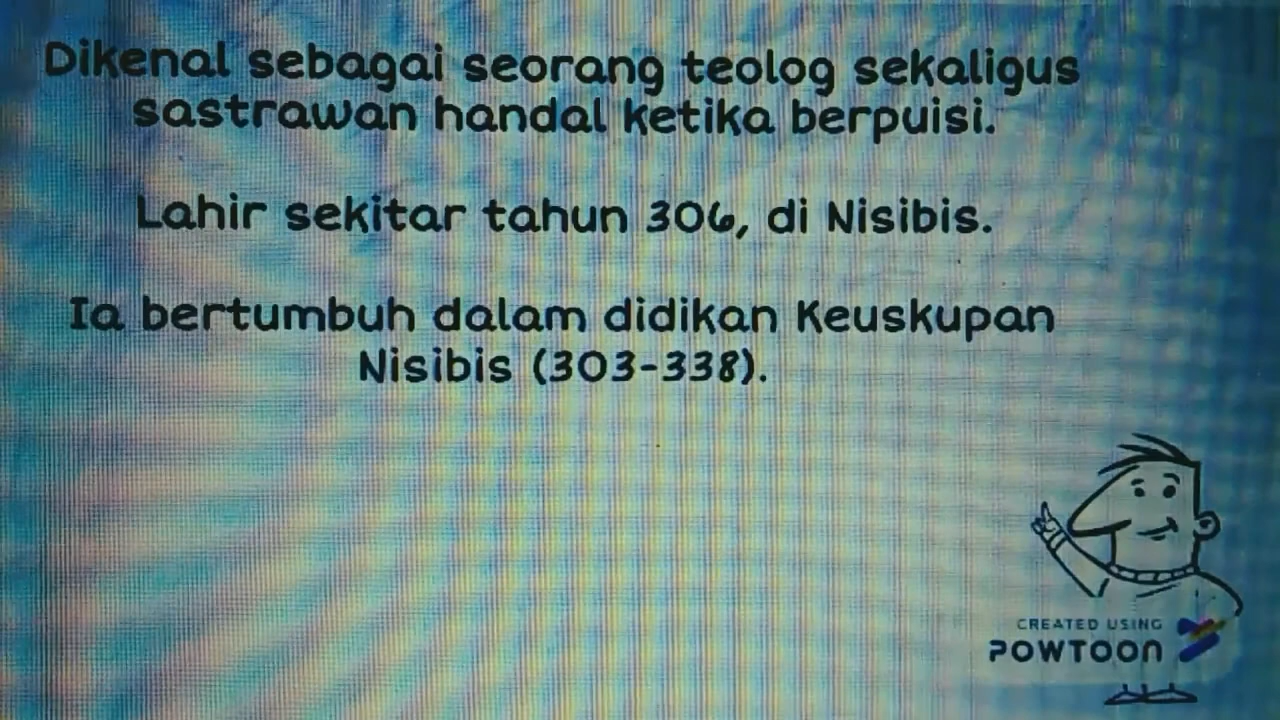 Dikenal sebagai seorang teolog sekaligus
sastrawan handal ketika berpuisi.
Lahir sekitar tahun 306, di Nisibis.
Ia bertumbuh dalam didikan Keuskupan
Nisibis (303-338).
CREATED USING
POWTOON